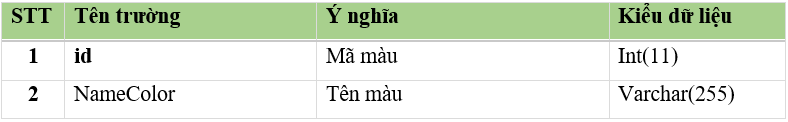 STT Tên trường Ý nghĩa Kiểu dữ liệu
1 id Mã màu Int(11)
2 NameColor Tên màu Varchar(255)